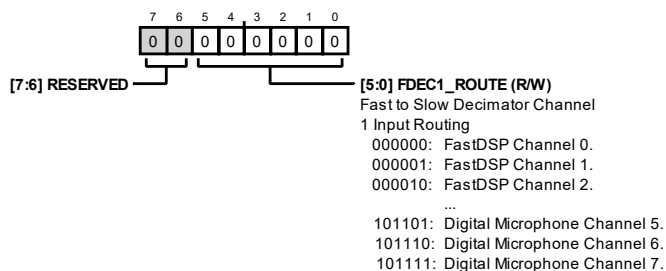 7 6 5 4 3 2 1 0
0 0 0 0 0 0 0 0
[7:6] RESERVED
[5:0] FDEC1_ROUTE (R/W)
Fast to Slow Decimator Channel
1 Input Routing
000000: FastDSP Channel 0.
000001: FastDSP Channel 1.
000010: FastDSP Channel 2.
...
101101: Digital Microphone Channel 5.
101110: Digital Microphone Channel 6.
101111: Digital Microphone Channel 7.